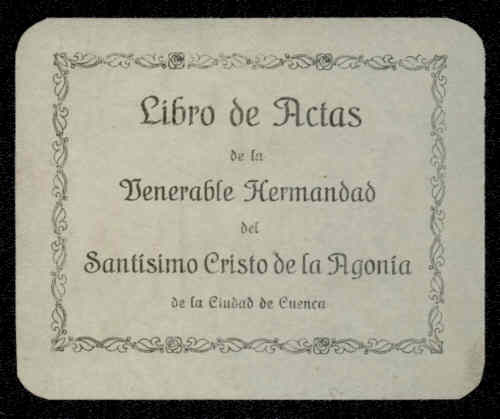 Libro de Actas
de la
Venerable Hermandad
del
Santísimo Cristo de la Agonía
de la Ciudad de Cuenca